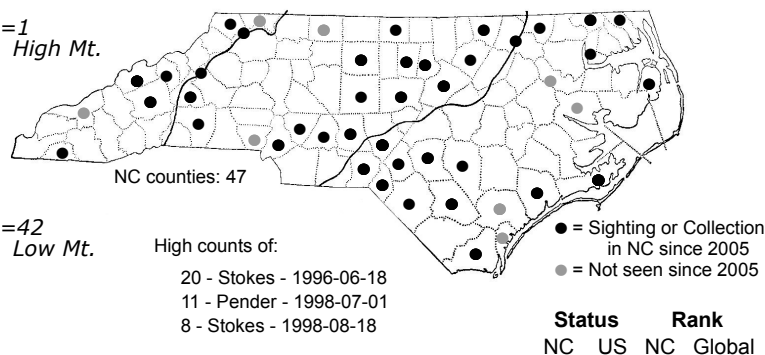 =1
High Mt.
NC counties: 47
=42
Low Mt.
High counts of:
20 - Stokes - 1996-06-18
11 - Pender - 1998-07-01
8 - Stokes - 1998-08-18
= Sighting or Collection
in NC since 2005
= Not seen since 2005
Status Rank
NC US NC Global